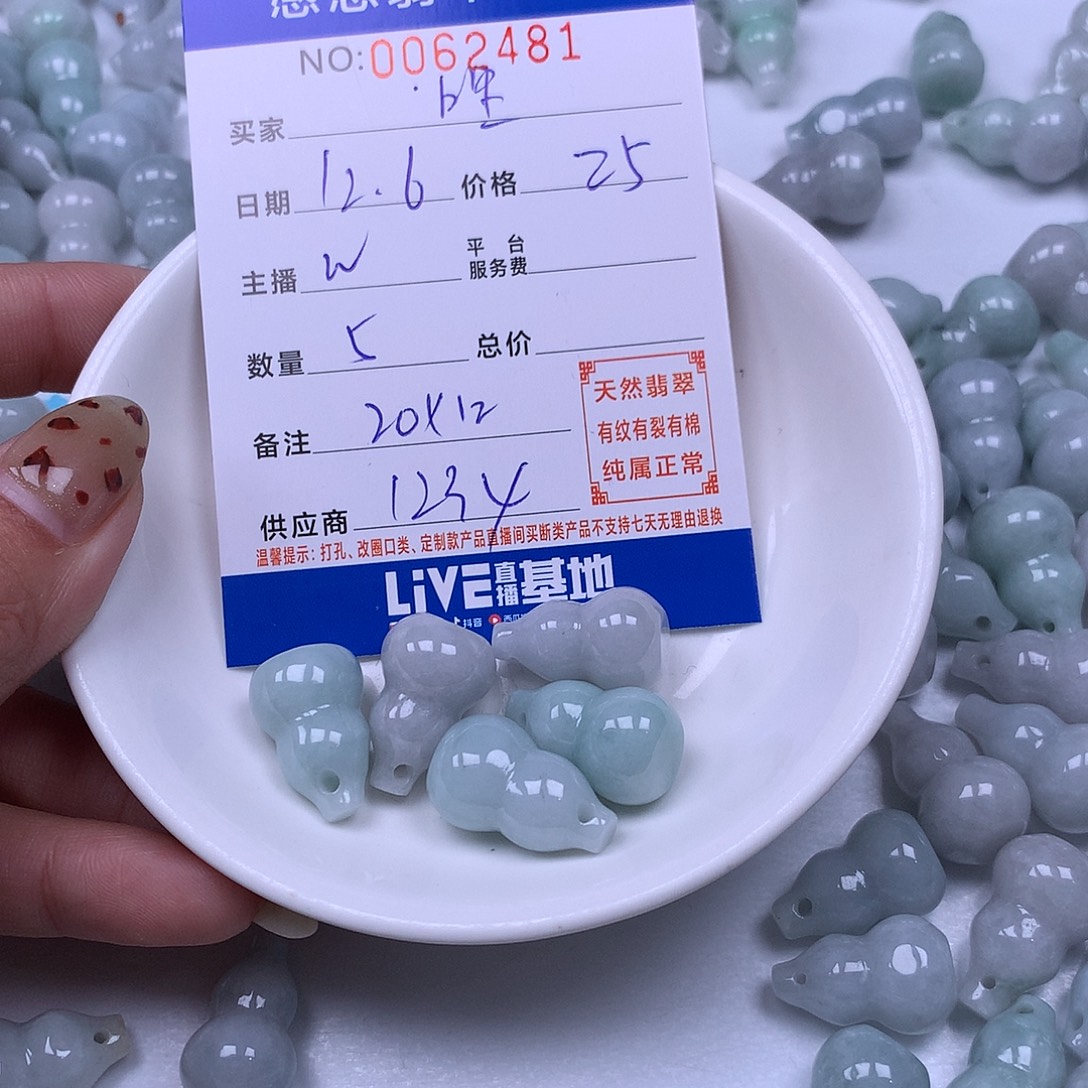 NO:0062481
买家
日期 12.6 价格 25
主播 W 平台服务费
数量 5 总价
备注 20X12
供应商 1234
天然翡翠
有纹有裂有棉
纯属正常
温馨提示：打孔、改圈口类、定制款产品直播间买断类产品不支持七天无理由退换
LiVE直播基地
抖音